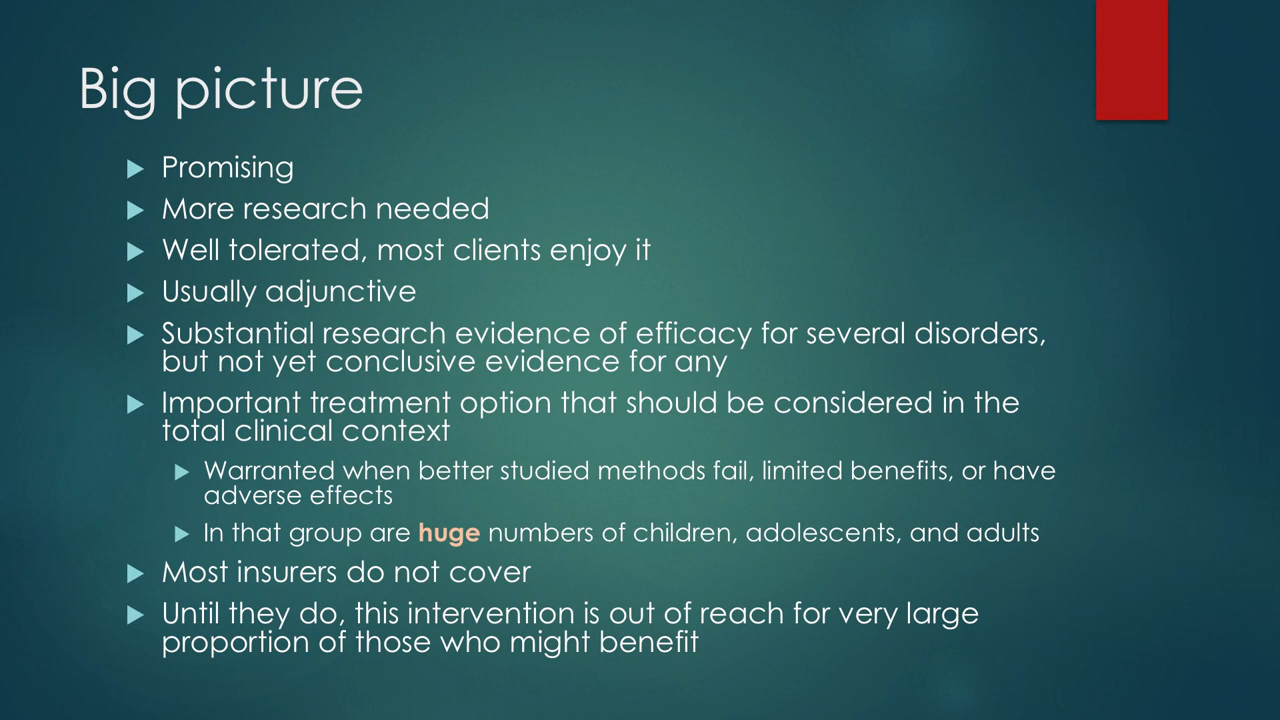 Big picture
Promising
More research needed
Well tolerated, most clients enjoy it
Usually adjunctive
Substantial research evidence of efficacy for several disorders,
but not yet conclusive evidence for any
Important treatment option that should be considered in the
total clinical context
Warranted when better studied methods fail, limited benefits, or have
adverse effects
In that group are huge numbers of children, adolescents, and adults
Most insurers do not cover
Until they do, this intervention is out of reach for very large
proportion of those who might benefit